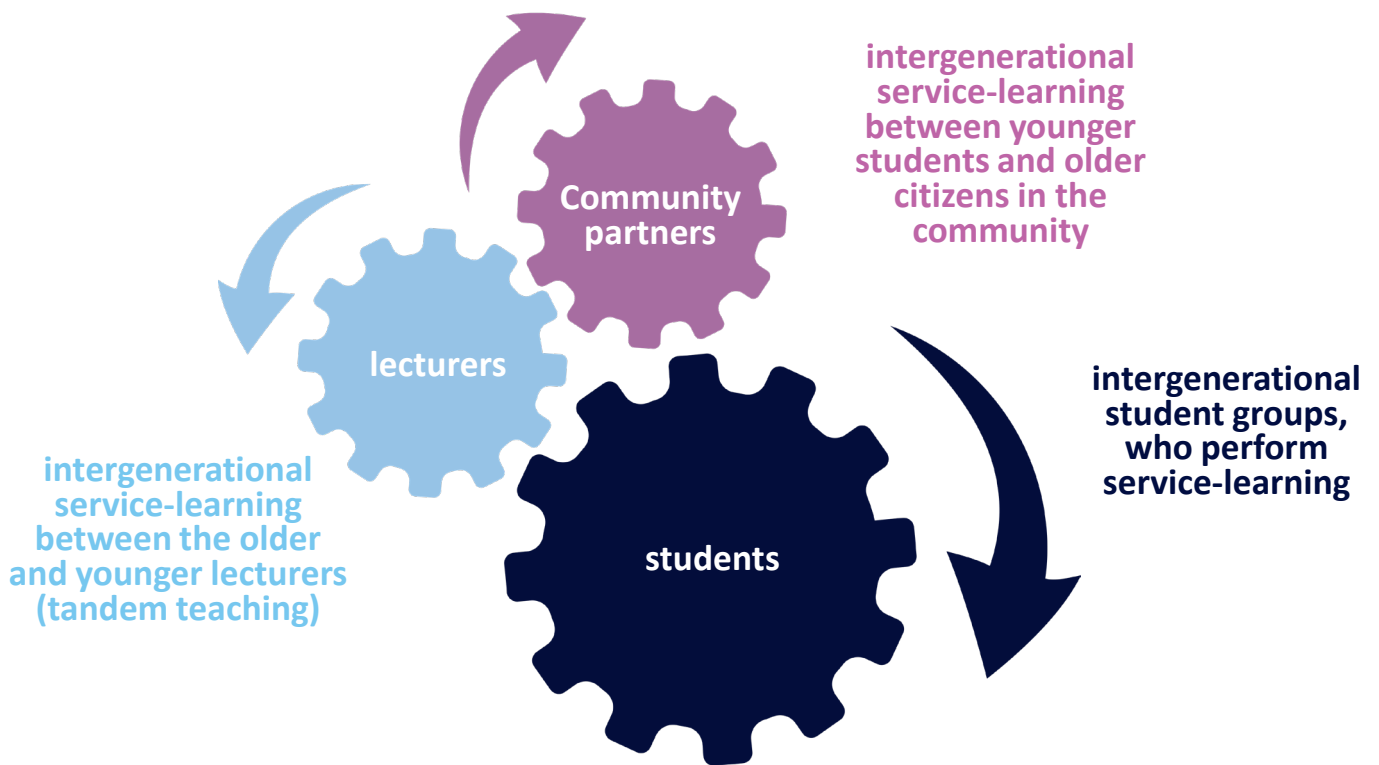 intergenerational
service-learning
between younger
students and older
citizens in the
community
Community
partners
lecturers
intergenerational
student groups,
who perform
service-learning
intergenerational
service-learning
between the older
and younger lecturers
(tandem teaching)
students